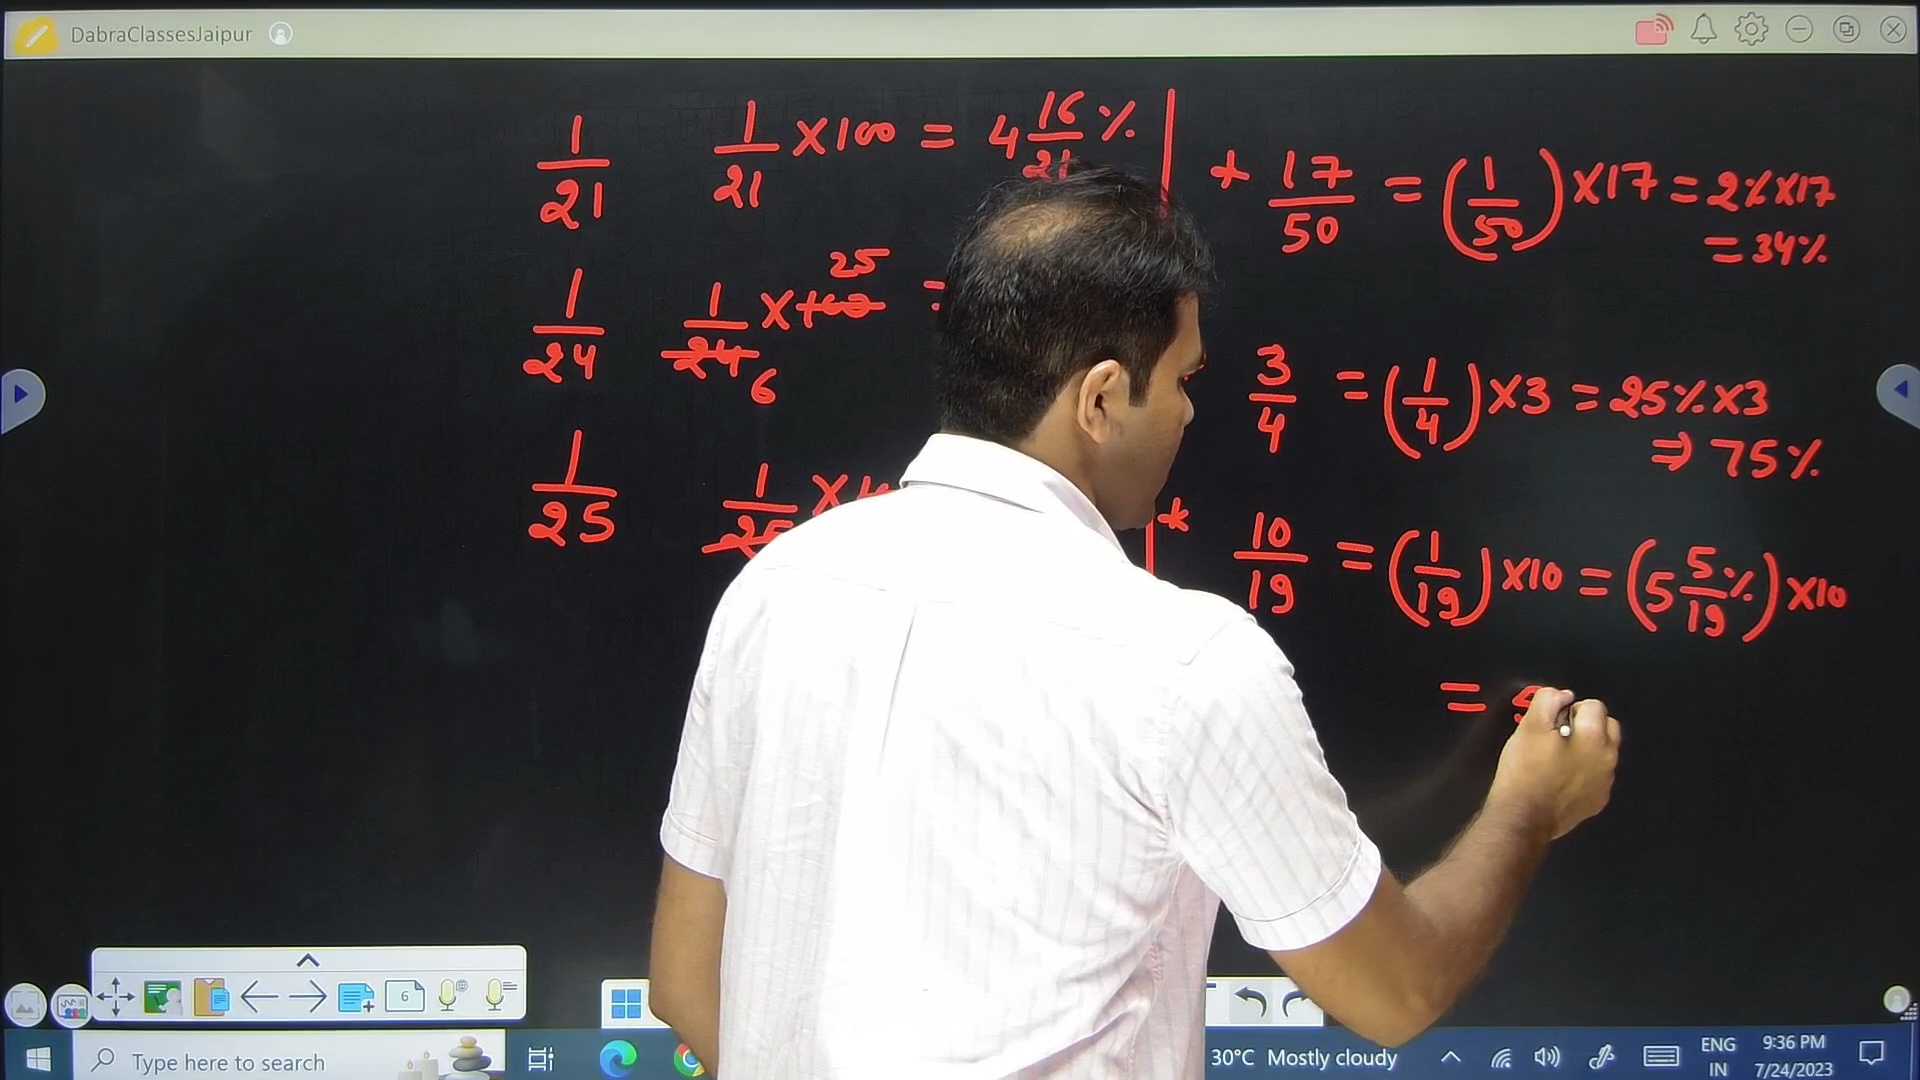 DabraClassesJaipur
1/21 1/21 × 100 = 4 16/21 %
1/24 1/24 × 100 =
25
6
1/25 1/25 ×
+ 17/50 = (1/50) × 17 = 2% × 17
= 34%
3/4 = (1/4) × 3 = 25% × 3
⇒ 75%
* 10/19 = (1/19) × 10 = (5 5/19 %) × 10
=
6
Type here to search
30°C Mostly cloudy
ENG
IN
9:36 PM
7/24/2023